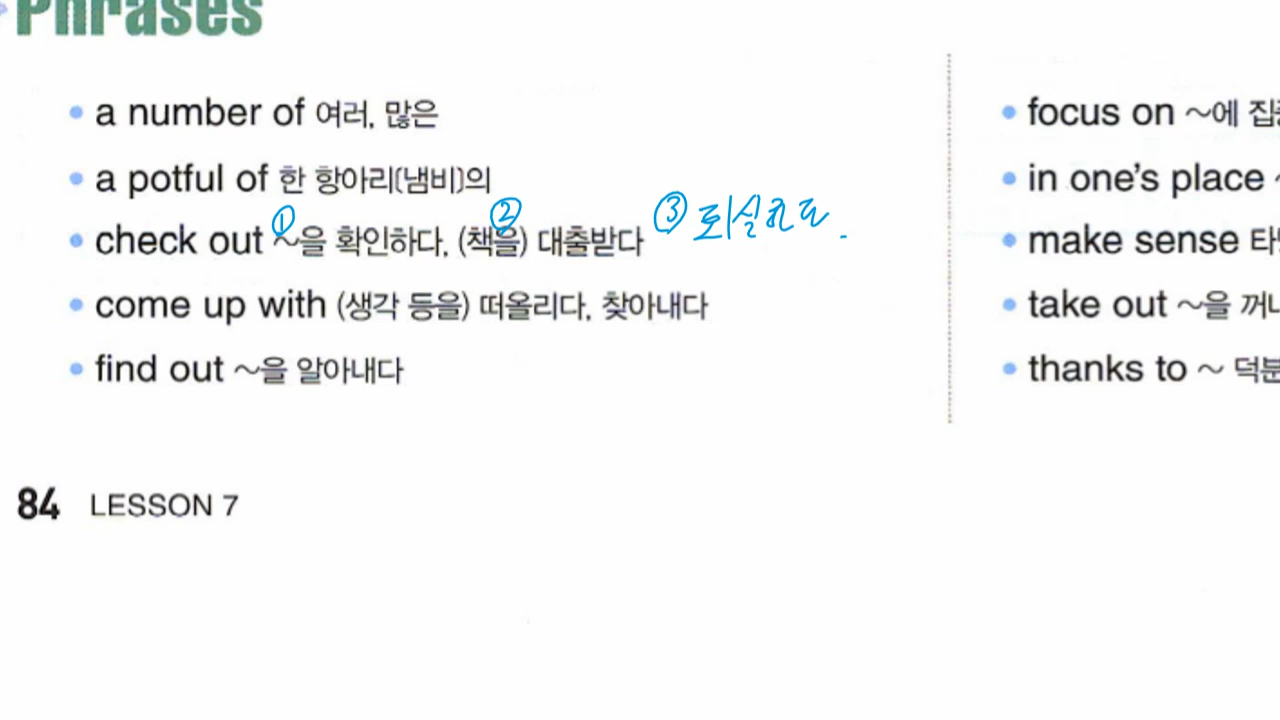 Phrases
a number of 여러, 많은
a potful of 한 항아리(냄비)의
check out ~을 확인하다, (책을) 대출받다 ① ② ③ 퇴실하다.
come up with (생각 등을) 떠올리다, 찾아내다
find out ~을 알아내다
focus on ~에
in one's place
make sense
take out ~을
thanks to ~
84 LESSON 7